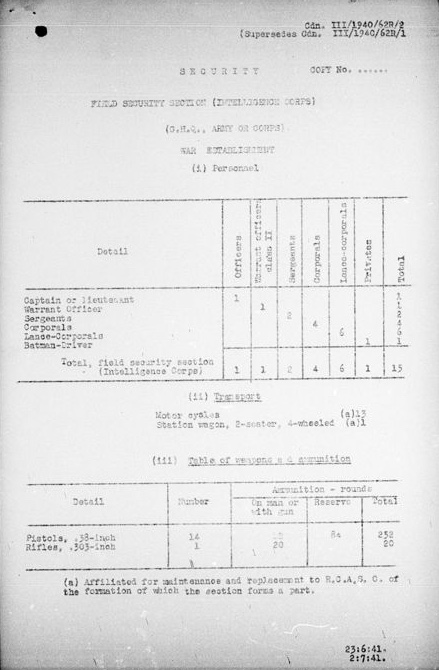 Cdn. III/1940/62R/2
(Supersedes Cdn. III/1940/62R/1
SECURITY COPY No. ......
FIELD SECURITY SECTION (INTELLIGENCE CORPS)
(G.H.Q., ARMY OR CORPS)
WAR ESTABLISHMENT
(i) Personnel
Detail Officers Warrant officer class II Sergeants Corporals Lance-corporals Privates Total
Captain or lieutenant 1 1
Warrant Officer 1 1
Sergeants 2 2
Corporals 4 4
Lance-Corporals 6 6
Batman-Driver 1 1
Total, field security section
(Intelligence Corps) 1 1 2 4 6 1 15
(ii) Transport
Motor cycles (a)13
Station wagon, 2-seater, 4-wheeled (a)1
(iii) Table of weapons and ammunition
Ammunition - rounds
Detail Number On man or with gun Reserve Total
Pistols, .38-inch 14 84 252
Rifles, .303-inch 1 20 20
(a) Affiliated for maintenance and replacement to R.C.A.S.C. of
the formation of which the section forms a part.
23:6:41.
2:7:41.